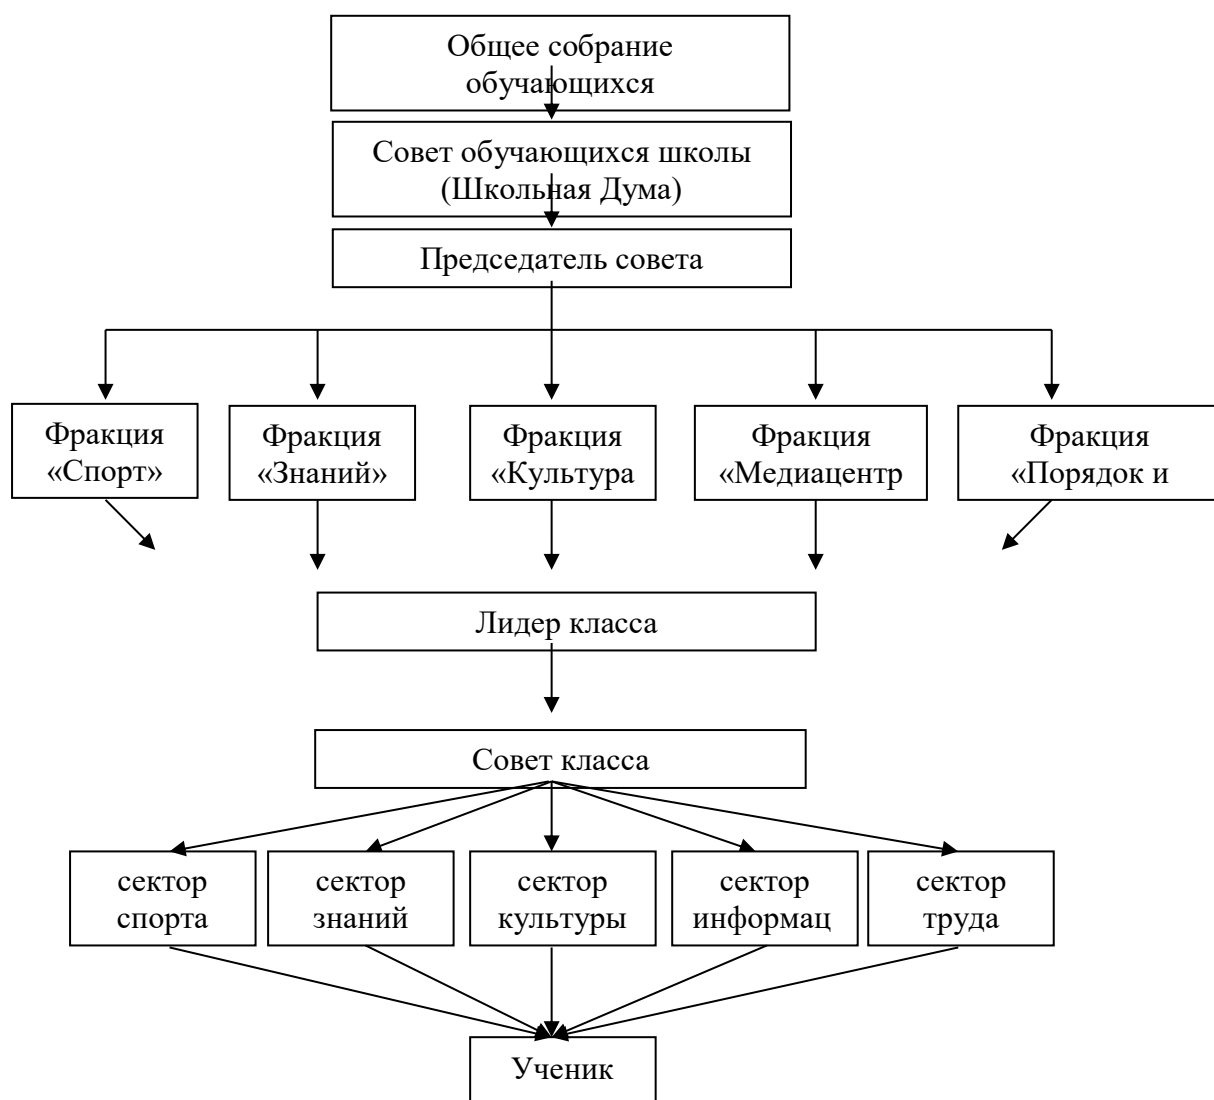 Общее собрание
обучающихся
Совет обучающихся школы
(Школьная Дума)
Председатель совета
Фракция
«Спорт»
Фракция
«Знаний»
Фракция
«Культура
Фракция
«Медиацентр
Фракция
«Порядок и
Лидер класса
Совет класса
сектор
спорта
сектор
знаний
сектор
культуры
сектор
информац
сектор
труда
Ученик